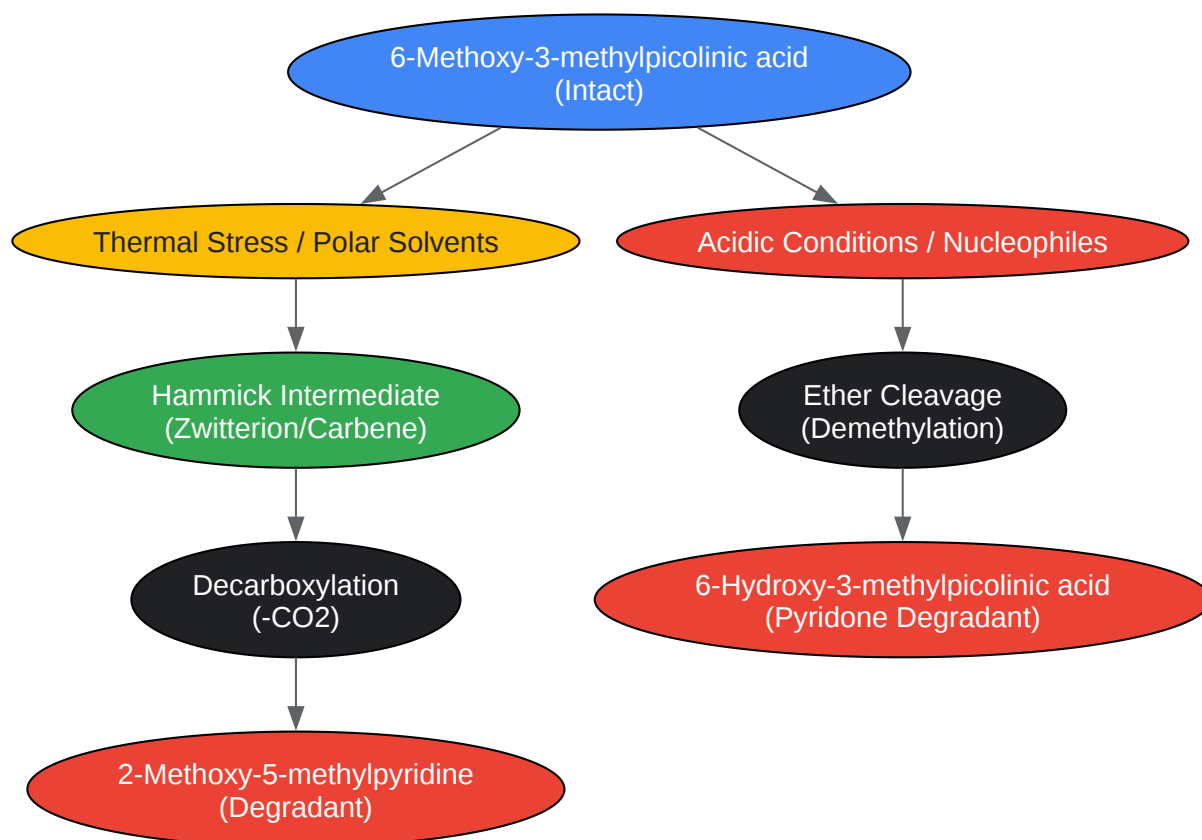 6-Methoxy-3-methylpicolinic acid
(Intact)
Thermal Stress / Polar Solvents
Acidic Conditions / Nucleophiles
Hammick Intermediate
(Zwitterion/Carbene)
Ether Cleavage
(Demethylation)
Decarboxylation
(-CO2)
6-Hydroxy-3-methylpicolinic acid
(Pyridone Degradant)
2-Methoxy-5-methylpyridine
(Degradant)